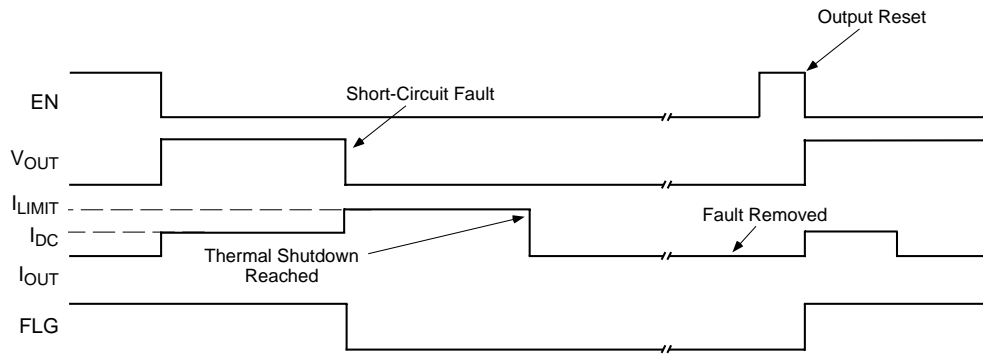 Output Reset
EN
Short-Circuit Fault
VOUT
ILIMIT
IDC
Fault Removed
Thermal Shutdown
Reached
IOUT
FLG